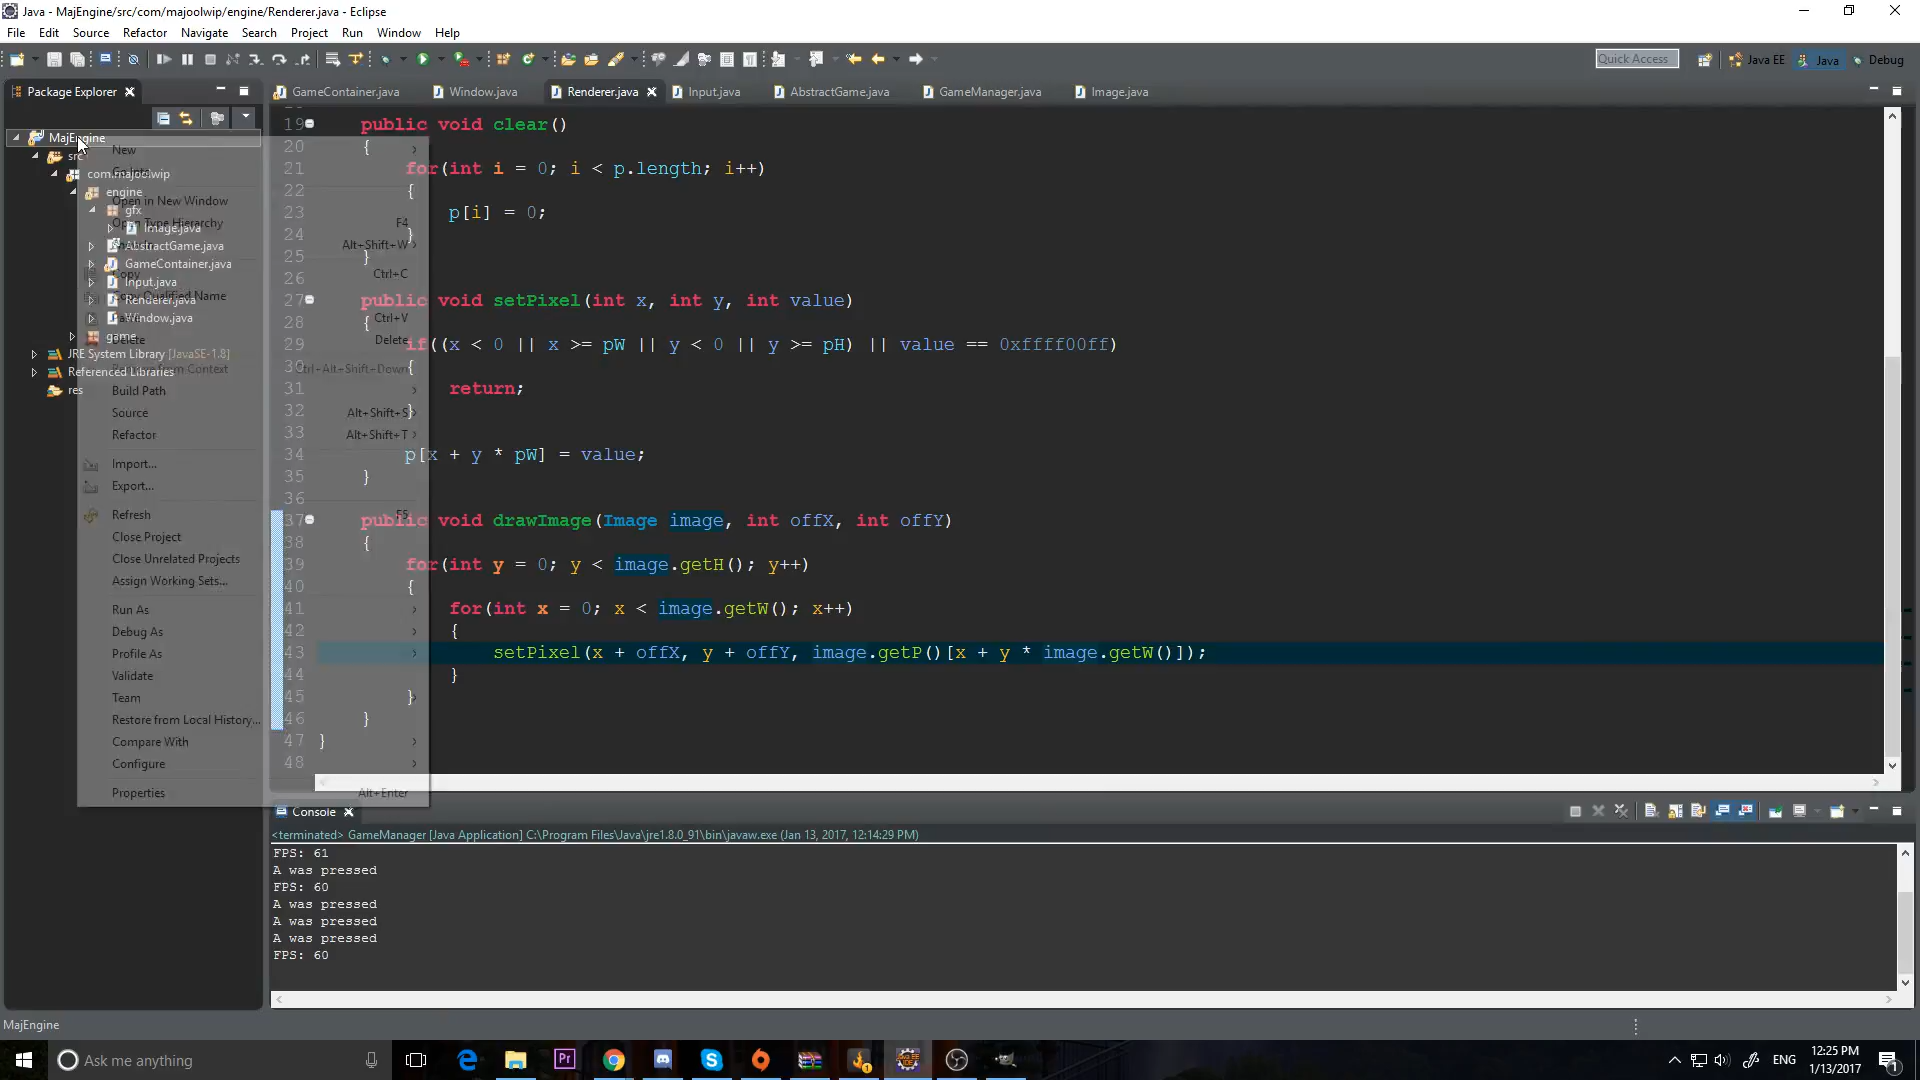 Java - MajEngine/src/com/majoolwip/engine/Renderer.java - Eclipse
File Edit Source Refactor Navigate Search Project Run Window Help
Quick Access Java EE Java Debug
Package Explorer
GameContainer.java Window.java Renderer.java Input.java AbstractGame.java GameManager.java Image.java
MajEngine
src
com.majoolwip
engine
gfx
Image.java
AbstractGame.java
GameContainer.java
Input.java
Renderer.java
Window.java
game
JRE System Library [JavaSE-1.8]
Referenced Libraries
res
New
Open in New Window
Open Type Hierarchy F4
Alt+Shift+W
Copy Ctrl+C
Copy Qualified Name
Ctrl+V
Delete Delete
Remove from Context Ctrl+Alt+Shift+Down
Build Path
Source Alt+Shift+S
Refactor Alt+Shift+T
Import...
Export...
Refresh F5
Close Project
Close Unrelated Projects
Assign Working Sets...
Run As
Debug As
Profile As
Validate
Team
Restore from Local History...
Compare With
Configure
Properties Alt+Enter
19 public void clear()
20 {
21 for(int i = 0; i < p.length; i++)
22 {
23 p[i] = 0;
24 }
25 }
26
27 public void setPixel(int x, int y, int value)
28 {
29 if((x < 0 || x >= pW || y < 0 || y >= pH) || value == 0xffff00ff)
30 {
31 return;
32 }
33
34 p[x + y * pW] = value;
35 }
36
37 public void drawImage(Image image, int offX, int offY)
38 {
39 for(int y = 0; y < image.getH(); y++)
40 {
41 for(int x = 0; x < image.getW(); x++)
42 {
43 setPixel(x + offX, y + offY, image.getP()[x + y * image.getW()]);
44 }
45 }
46 }
47 }
48
Console
<terminated> GameManager [Java Application] C:\Program Files\Java\jre1.8.0_91\bin\javaw.exe (Jan 13, 2017, 12:14:29 PM)
FPS: 61
A was pressed
FPS: 60
A was pressed
A was pressed
A was pressed
FPS: 60
MajEngine
Ask me anything
Pr
JAVA EE
IDE
ENG
12:25 PM
1/13/2017
1